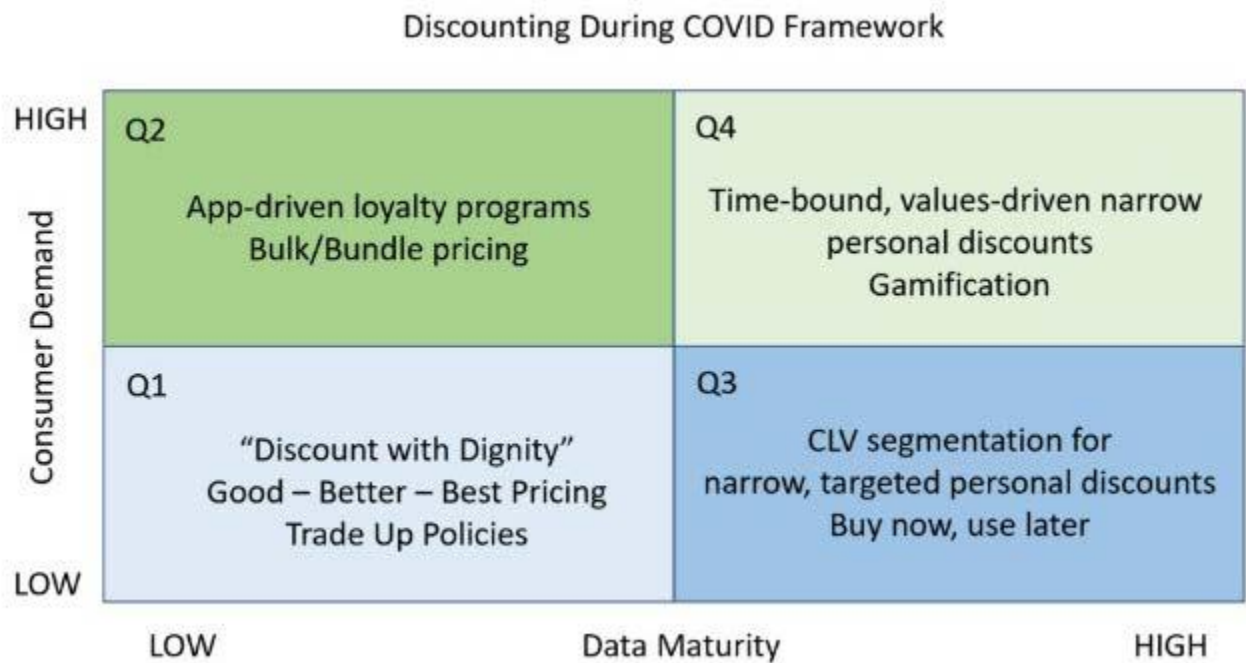 Discounting During COVID Framework
HIGH
Q2
App-driven loyalty programs
Bulk/Bundle pricing
Q4
Time-bound, values-driven narrow
personal discounts
Gamification
Consumer Demand
Q1
“Discount with Dignity”
Good – Better – Best Pricing
Trade Up Policies
Q3
CLV segmentation for
narrow, targeted personal discounts
Buy now, use later
LOW
LOW
Data Maturity
HIGH